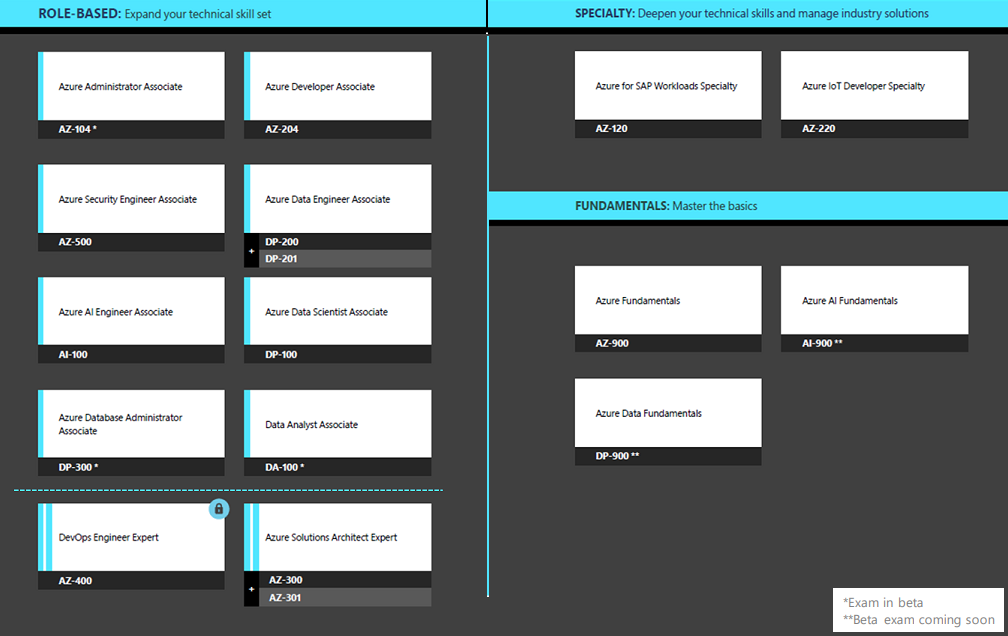 ROLE-BASED: Expand your technical skill set
Azure Administrator Associate
AZ-104 *
Azure Developer Associate
AZ-204
Azure Security Engineer Associate
AZ-500
Azure Data Engineer Associate
+
DP-200
DP-201
Azure AI Engineer Associate
AI-100
Azure Data Scientist Associate
DP-100
Azure Database Administrator
Associate
DP-300 *
Data Analyst Associate
DA-100 *
DevOps Engineer Expert
AZ-400
Azure Solutions Architect Expert
+
AZ-300
AZ-301
SPECIALTY: Deepen your technical skills and manage industry solutions
Azure for SAP Workloads Specialty
AZ-120
Azure IoT Developer Specialty
AZ-220
FUNDAMENTALS: Master the basics
Azure Fundamentals
AZ-900
Azure AI Fundamentals
AI-900 **
Azure Data Fundamentals
DP-900 **
*Exam in beta
**Beta exam coming soon